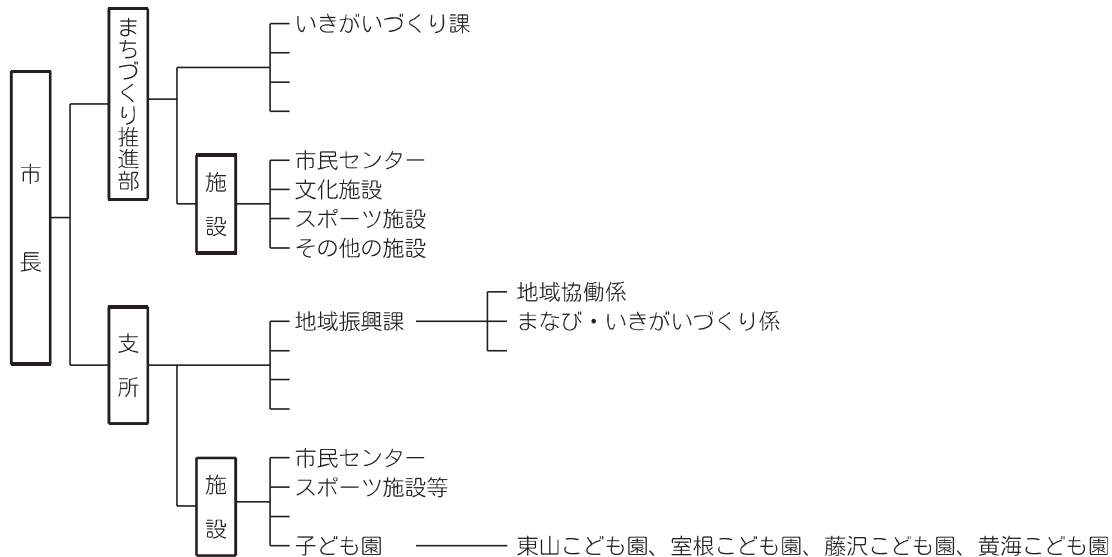 市長
まちづくり推進部
いきがいづくり課
施設
市民センター
文化施設
スポーツ施設
その他の施設
支所
地域振興課
地域協働係
まなび・いきがいづくり係
施設
市民センター
スポーツ施設等
子ども園
東山こども園、室根こども園、藤沢こども園、黄海こども園